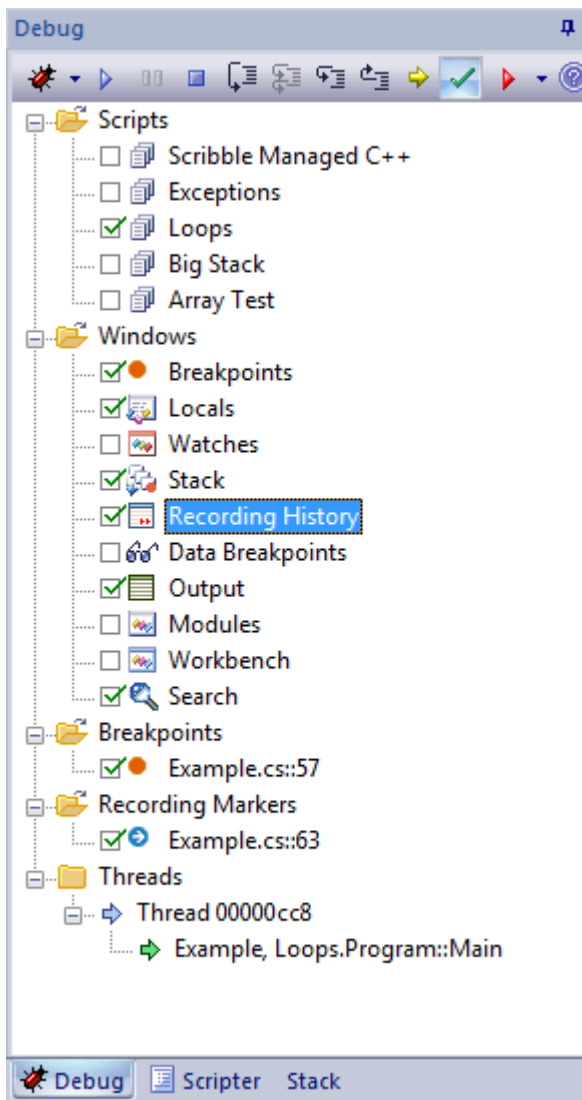 Debug
Scripts
Scribble Managed C++
Exceptions
Loops
Big Stack
Array Test
Windows
Breakpoints
Locals
Watches
Stack
Recording History
Data Breakpoints
Output
Modules
Workbench
Search
Breakpoints
Example.cs::57
Recording Markers
Example.cs::63
Threads
Thread 00000cc8
Example, Loops.Program::Main
Debug Scripter Stack